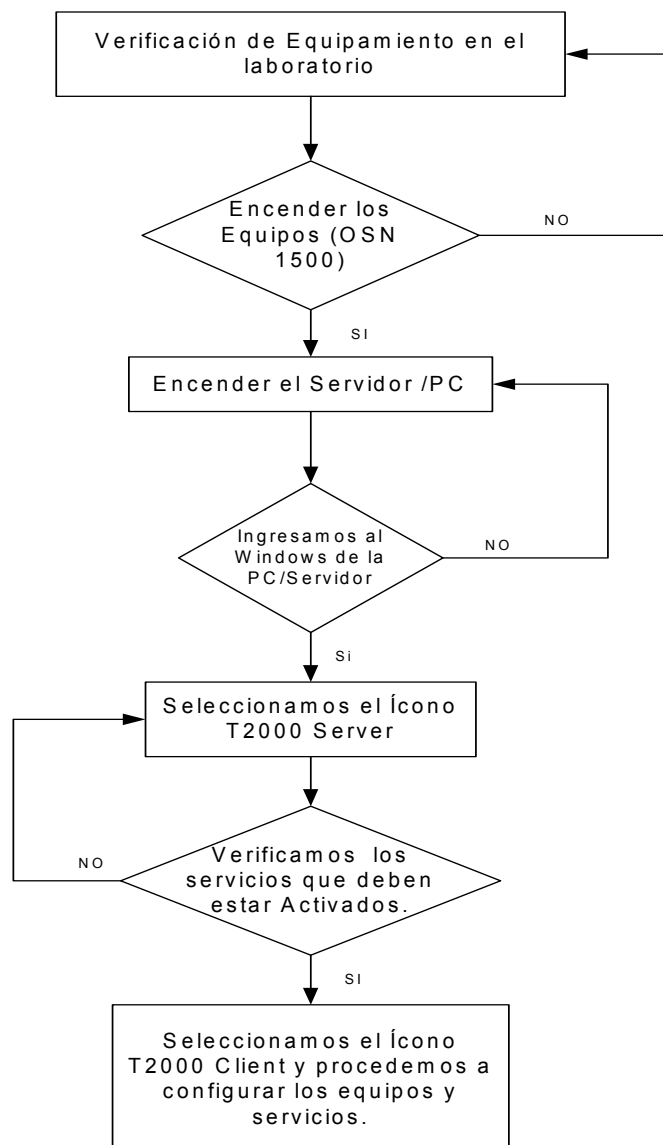 Verificación de Equipamiento en el
laboratorio
Encender los
Equipos (OSN
1500)
NO
SI
Encender el Servidor /PC
Ingresamos al
Windows de la
PC/Servidor
NO
Si
Seleccionamos el Ícono
T2000 Server
Verificamos los
servicios que deben
estar Activados.
NO
SI
Seleccionamos el Ícono
T2000 Client y procedemos a
configurar los equipos y
servicios.